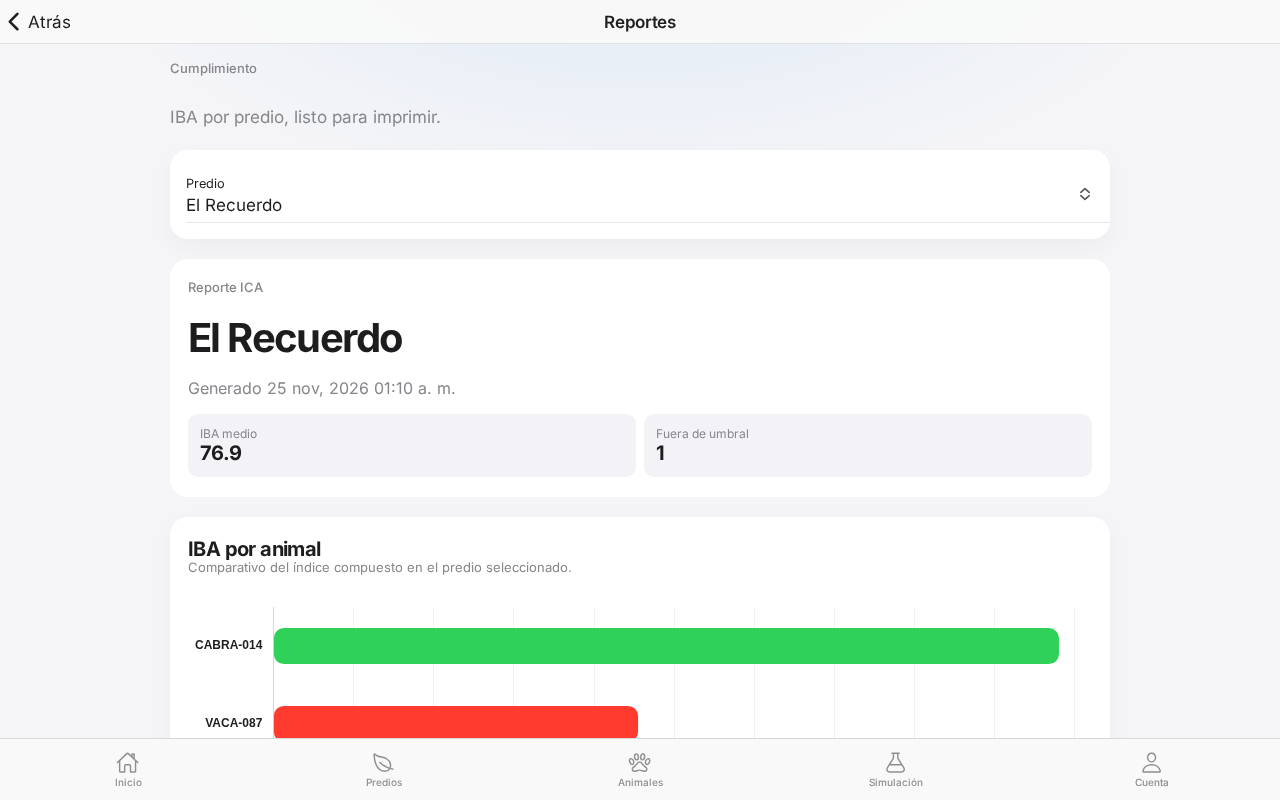 Atrás
Reportes
Cumplimiento
IBA por predio, listo para imprimir.
Predio
El Recuerdo
Reporte ICA
El Recuerdo
Generado 25 nov, 2026 01:10 a. m.
IBA medio
76.9
Fuera de umbral
1
IBA por animal
Comparativo del índice compuesto en el predio seleccionado.
CABRA-014
VACA-087
Inicio
Predios
Animales
Simulación
Cuenta